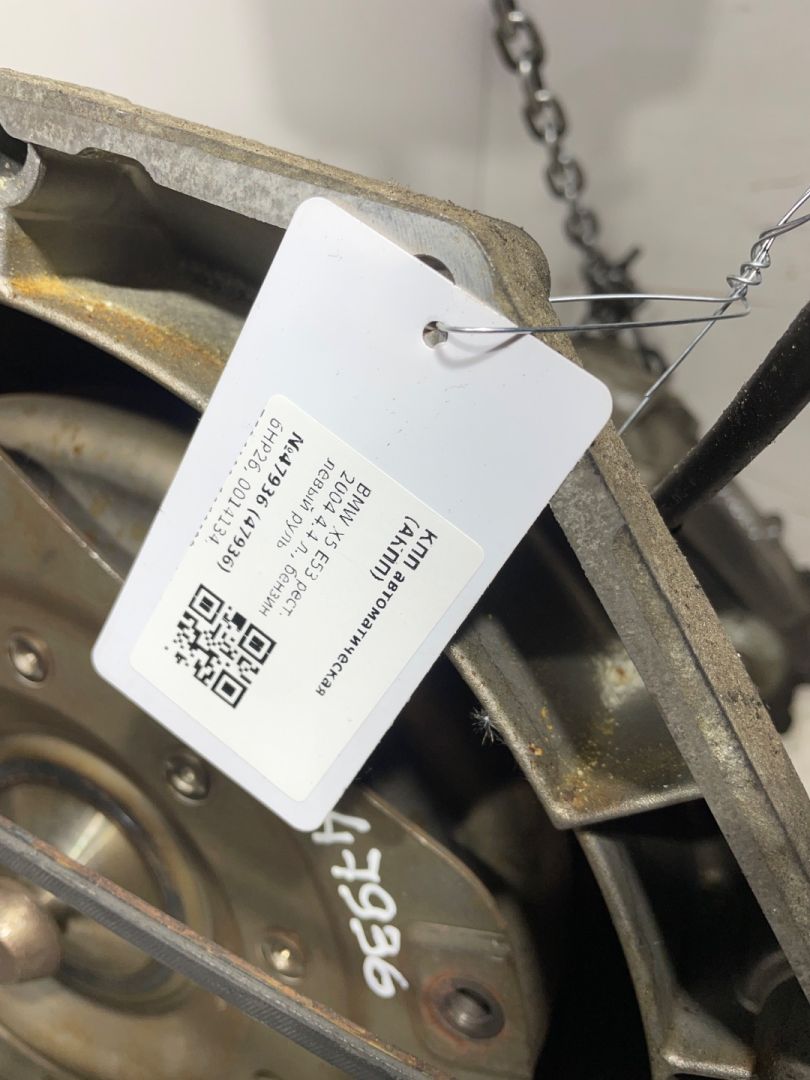 КПП автоматическая
(АкПП)
BMW X5 E53 рест.
2004 4.4 л., бензин
левый руль
№47936 (47936)
6HP26, 0014134,
47936